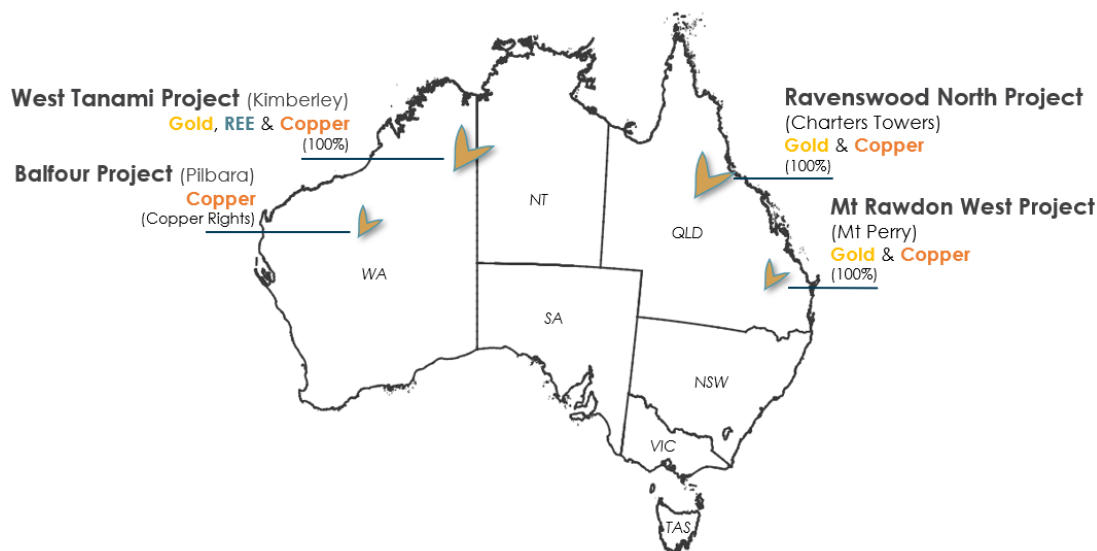 West Tanami Project (Kimberley)
Gold, REE & Copper
(100%)
Balfour Project (Pilbara)
Copper
(Copper Rights)
Ravenswood North Project
(Charters Towers)
Gold & Copper
(100%)
Mt Rawdon West Project
(Mt Perry)
Gold & Copper
(100%)
NT
QLD
WA
SA
NSW
VIC
TAS